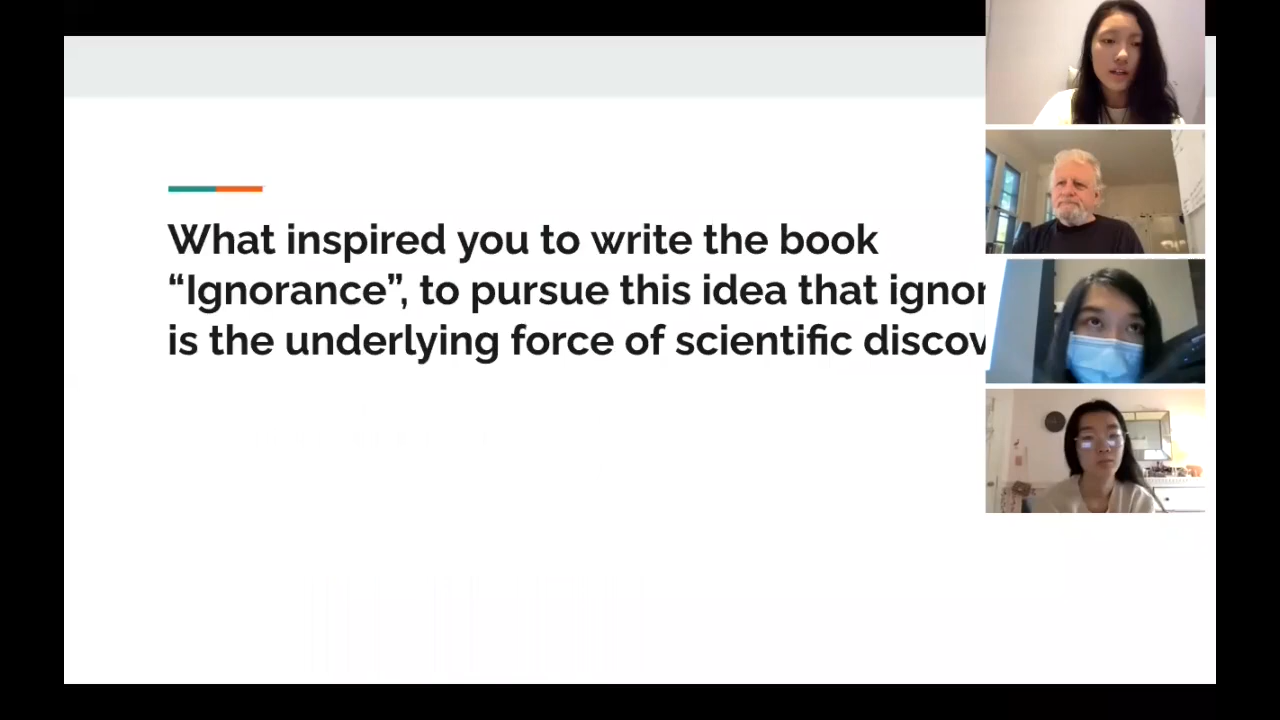 What inspired you to write the book
“Ignorance”, to pursue this idea that ignor
is the underlying force of scientific discov